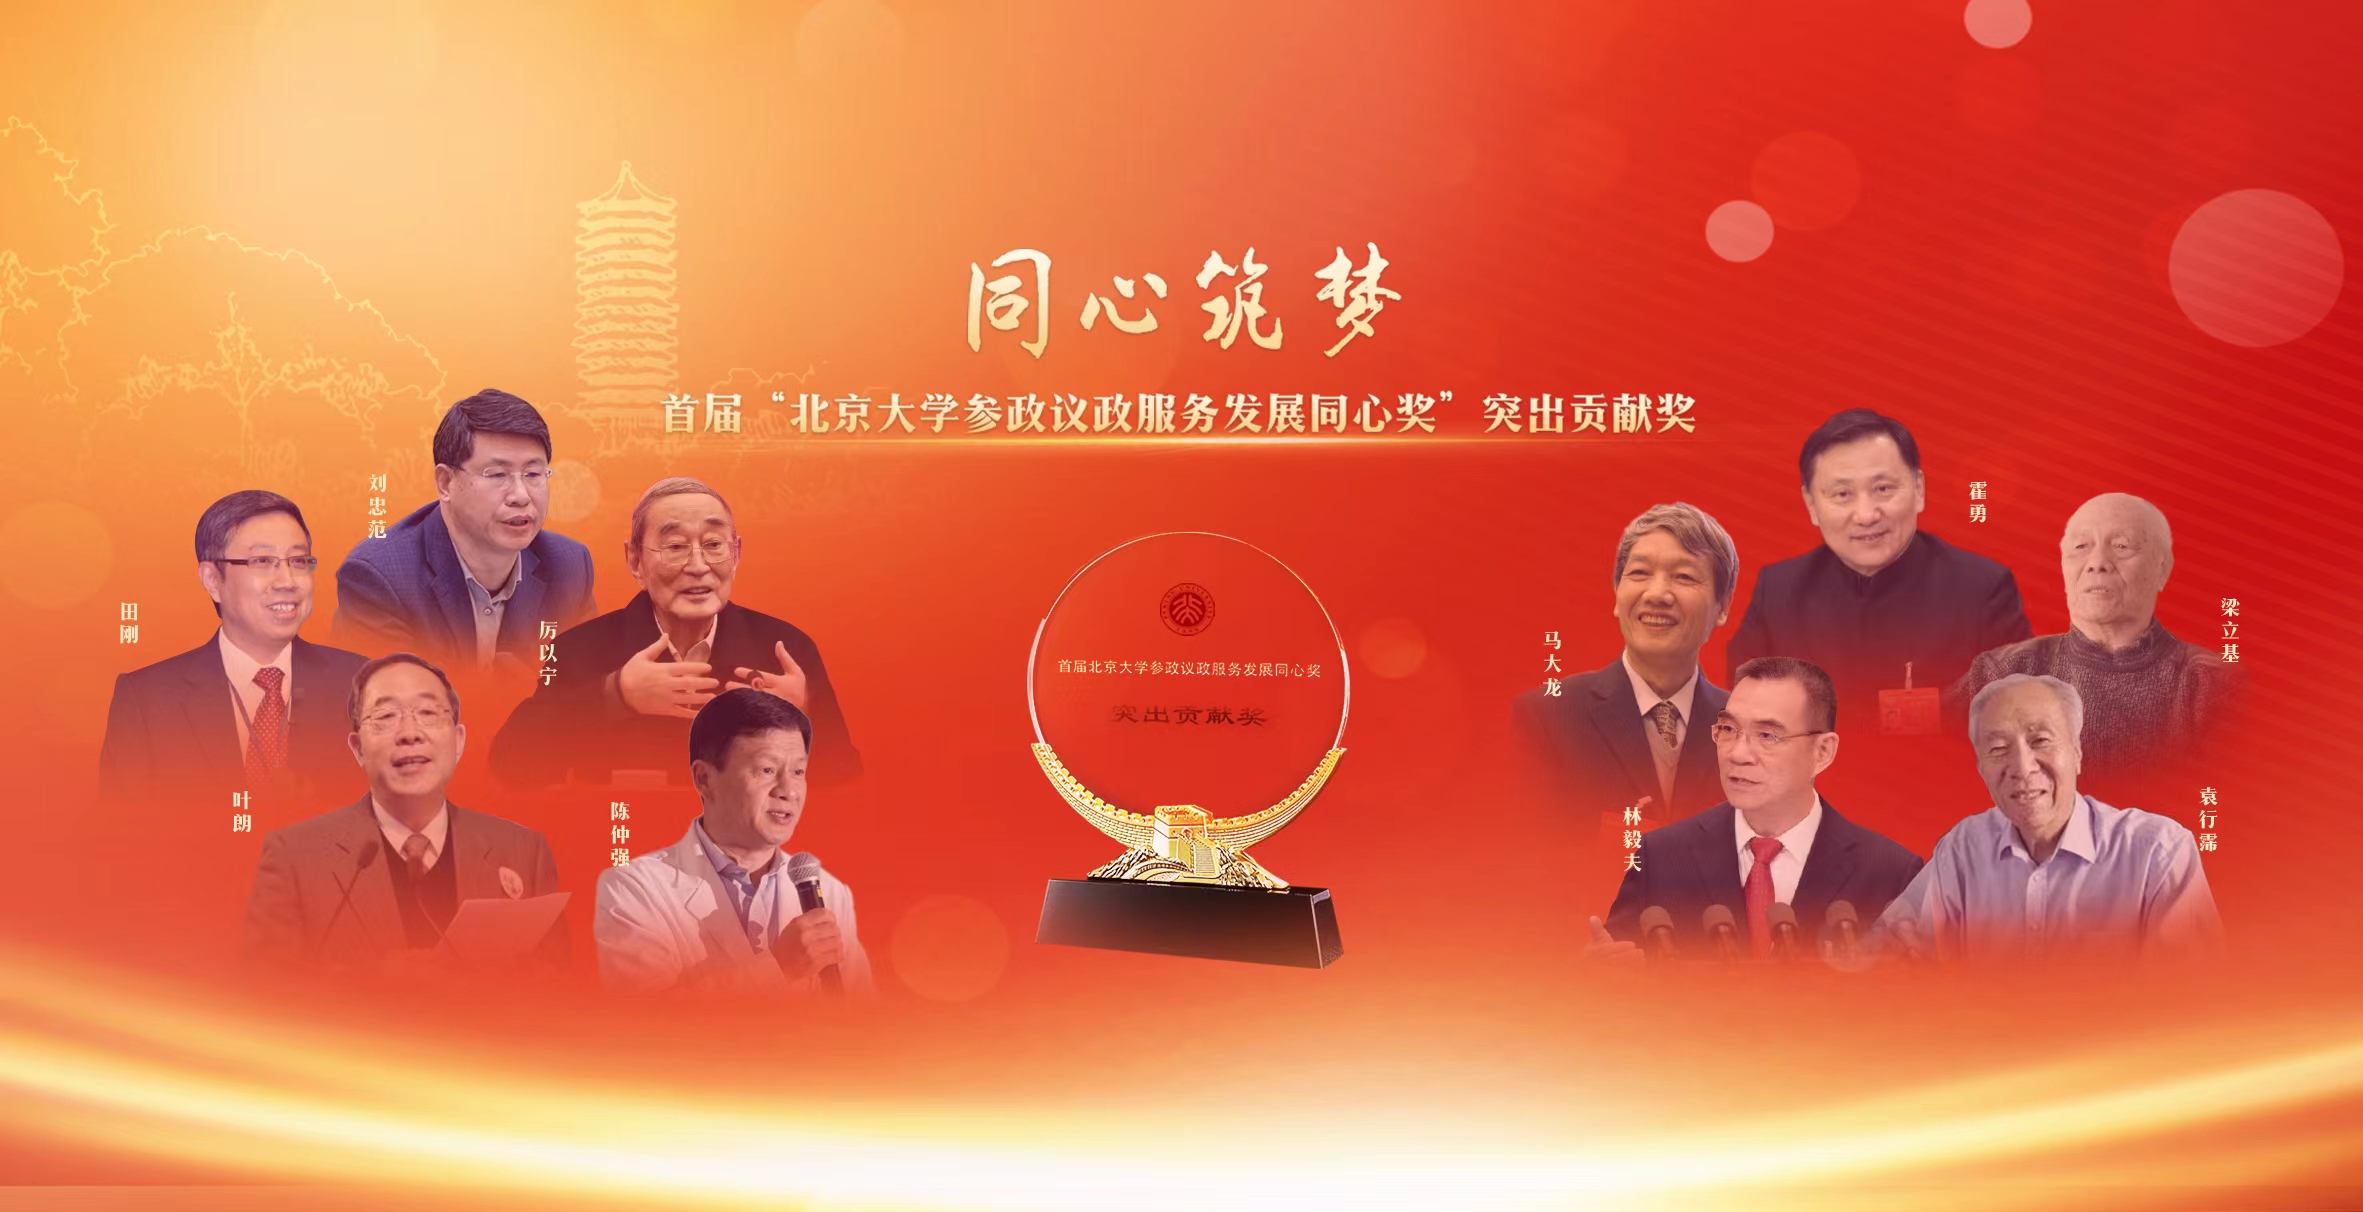 同心筑梦
首届“北京大学参政议政服务发展同心奖”突出贡献奖
刘忠范
田刚
厉以宁
叶朗
陈仲强
首届北京大学参政议政服务发展同心奖
突出贡献奖
霍勇
马大龙
梁立基
林毅夫
袁行霈